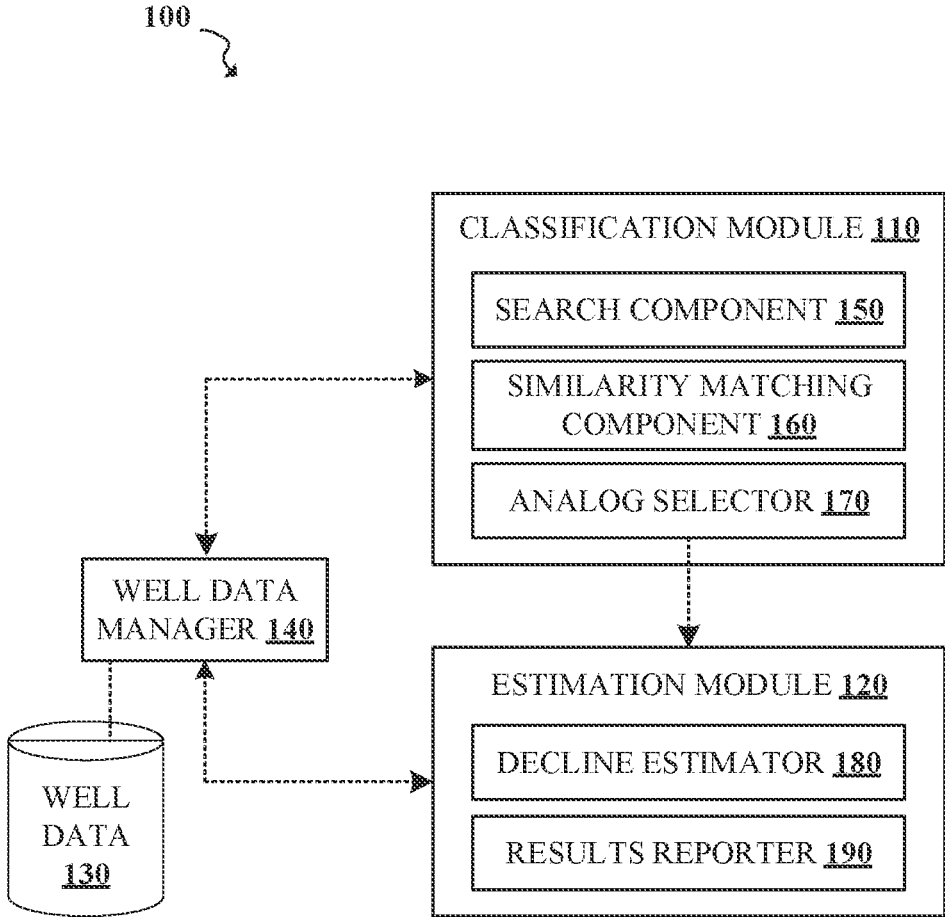 100
CLASSIFICATION MODULE 110
SEARCH COMPONENT 150
SIMILARITY MATCHING
COMPONENT 160
ANALOG SELECTOR 170
WELL DATA
MANAGER 140
ESTIMATION MODULE 120
DECLINE ESTIMATOR 180
RESULTS REPORTER 190
WELL
DATA
130